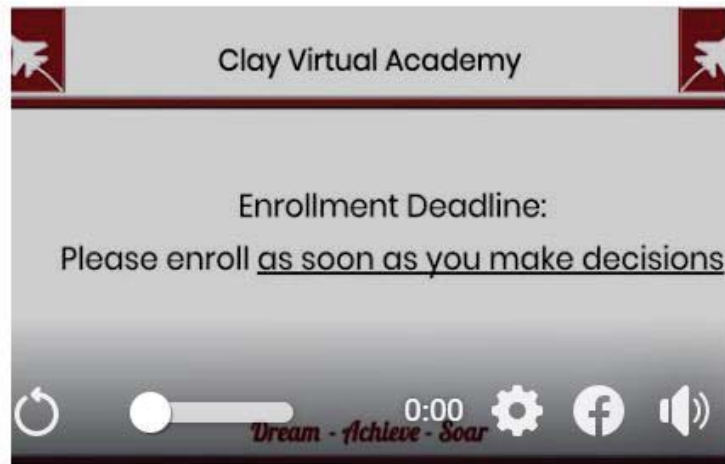 Clay Virtual Academy
Enrollment Deadline:
Please enroll as soon as you make decisions
0:00
Dream - Achieve - Soar